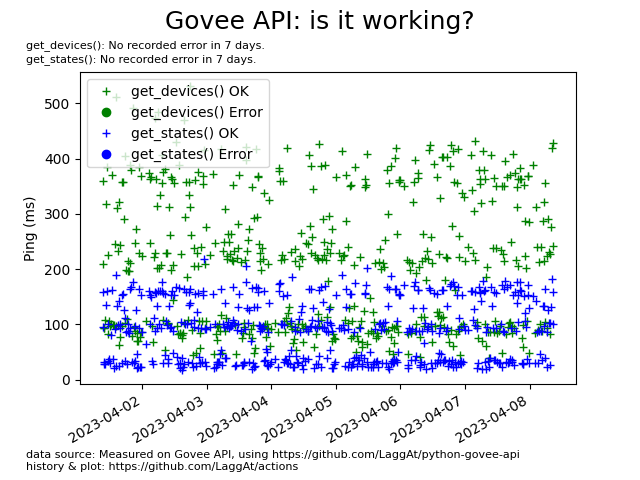 Govee API: is it working?
get_devices(): No recorded error in 7 days.
get_states(): No recorded error in 7 days.
get_devices() OK
get_devices() Error
get_states() OK
get_states() Error
Ping (ms)
500
400
300
200
100
0
2023-04-02
2023-04-03
2023-04-04
2023-04-05
2023-04-06
2023-04-07
2023-04-08
data source: Measured on Govee API, using https://github.com/LaggAt/python-govee-api
history & plot: https://github.com/LaggAt/actions